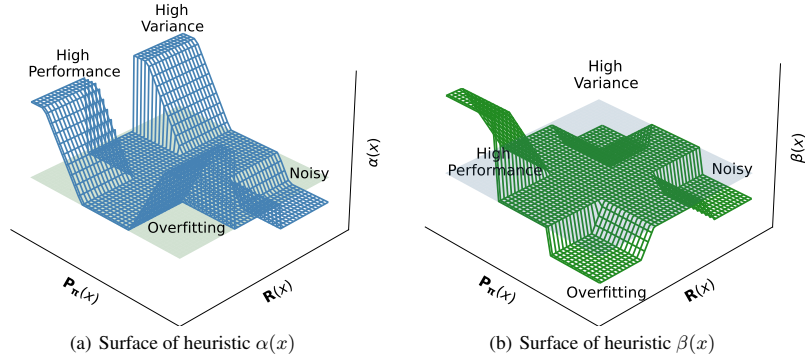 High
Variance
High
Performance
Noisy
Overfitting
α(x)
P_π(x)
R(x)
(a) Surface of heuristic α(x)
High
Variance
High
Performance
Noisy
Overfitting
β(x)
P_π(x)
R(x)
(b) Surface of heuristic β(x)